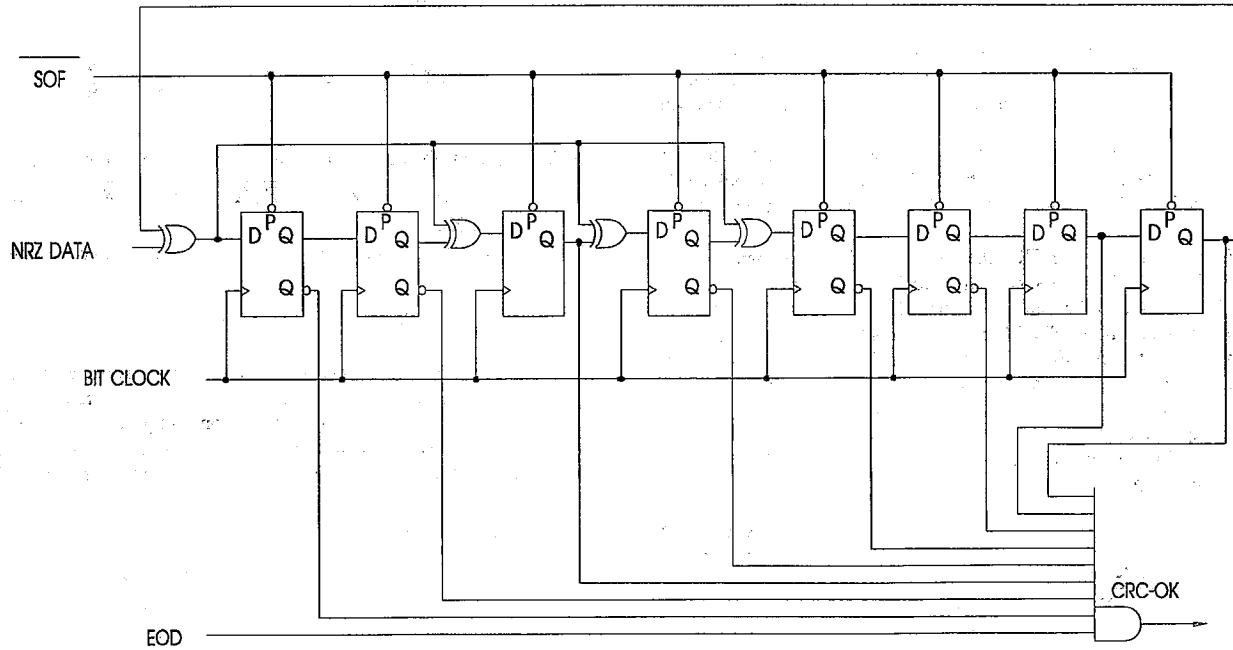 SOF
P P P P P P P P
D Q D Q D Q D Q D Q D Q D Q D Q
NRZ DATA
Q Q Q Q Q
BIT CLOCK
CRC-OK
EOD